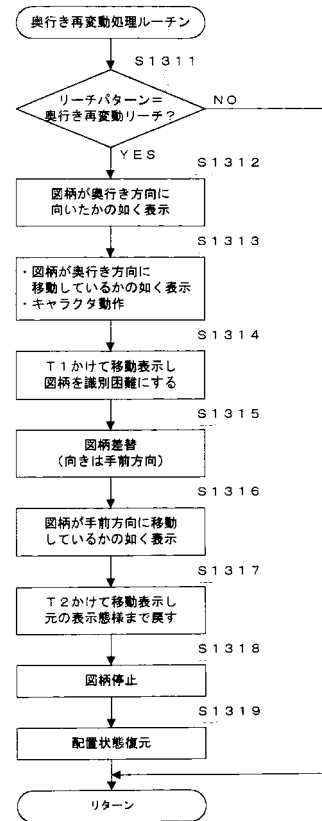 奥行き再変動処理ルーチン
S1311
リーチパターン=
奥行き再変動リーチ?
NO
YES
S1312
図柄が奥行き方向に
向いたかの如く表示
S1313
・図柄が奥行き方向に
移動しているかの如く表示
・キャラクタ動作
S1314
T1かけて移動表示し
図柄を識別困難にする
S1315
図柄差替
(向きは手前方向)
S1316
図柄が手前方向に移動
しているかの如く表示
S1317
T2かけて移動表示し
元の表示態様まで戻す
S1318
図柄停止
S1319
配置状態復元
リターン